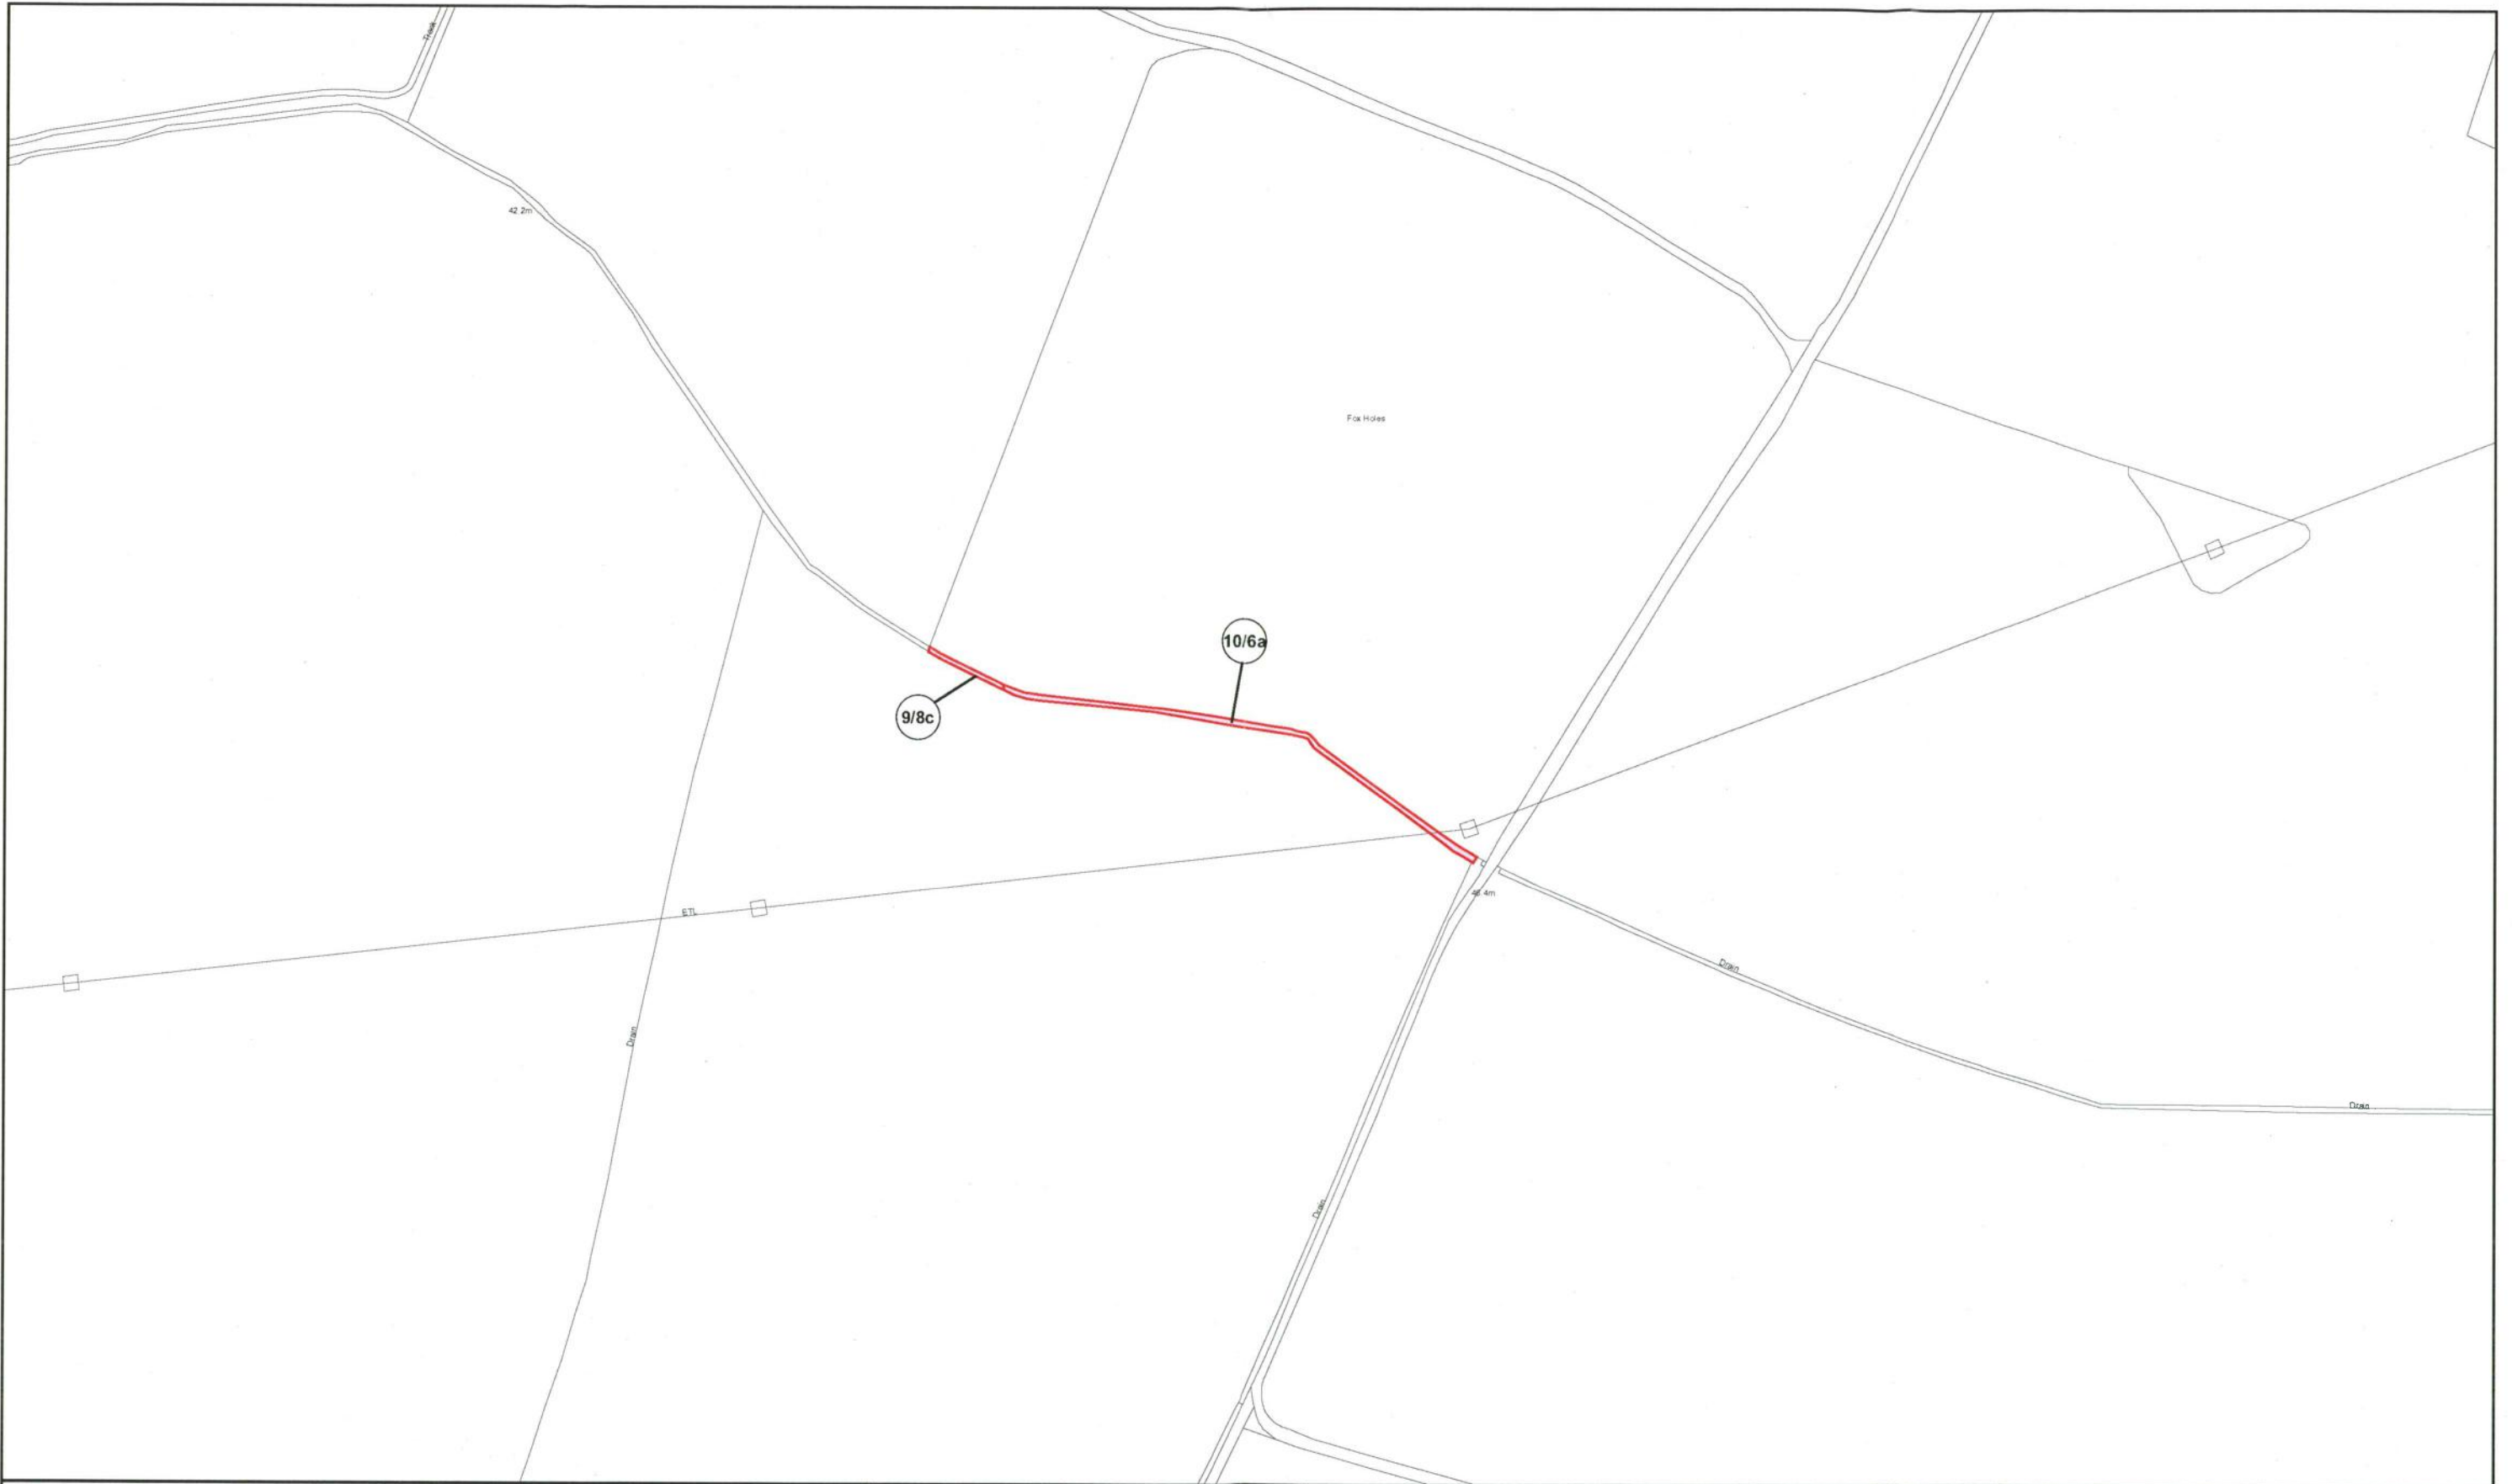 Track
42.2m
Fox Holes
10/6a
9/8c
ETL
Drain
Drain
Drain
Drain